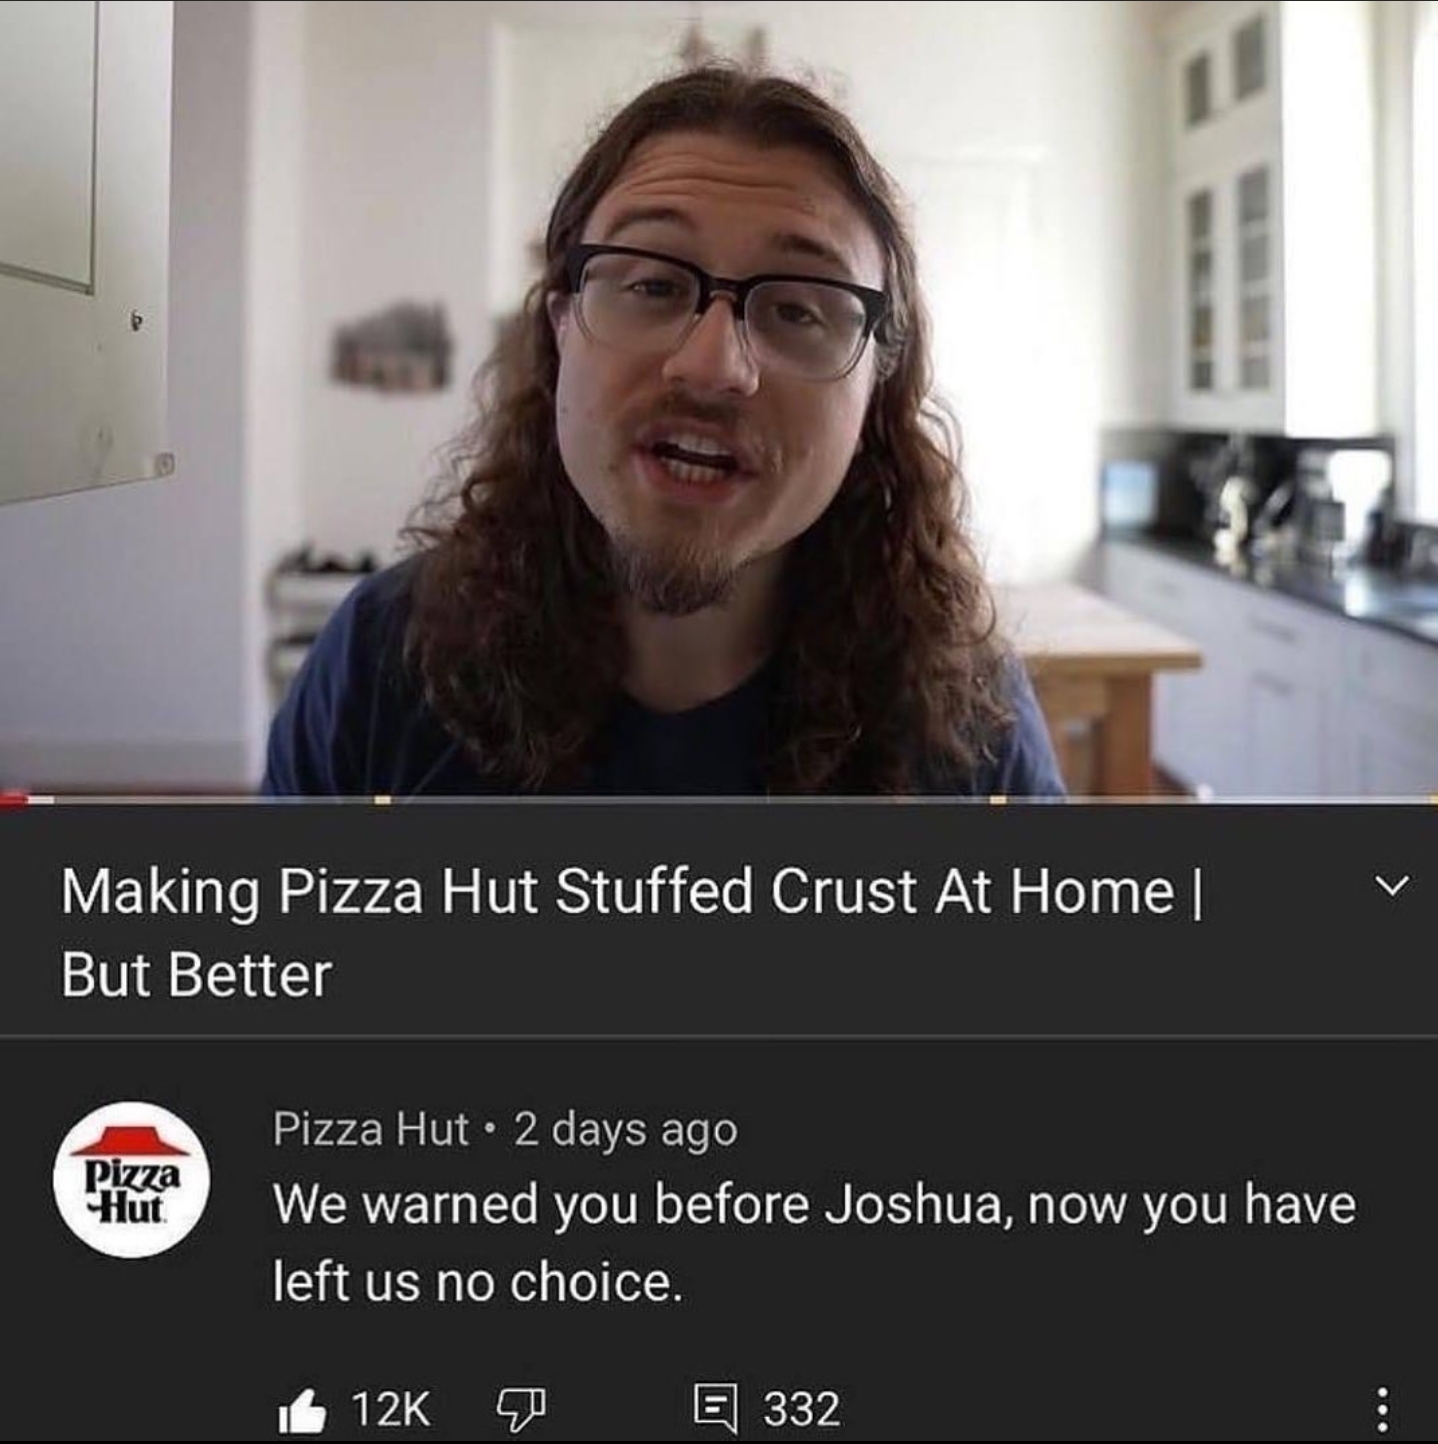 Making Pizza Hut Stuffed Crust At Home |
But Better
Pizza
Hut
Pizza Hut • 2 days ago
We warned you before Joshua, now you have
left us no choice.
12K 332